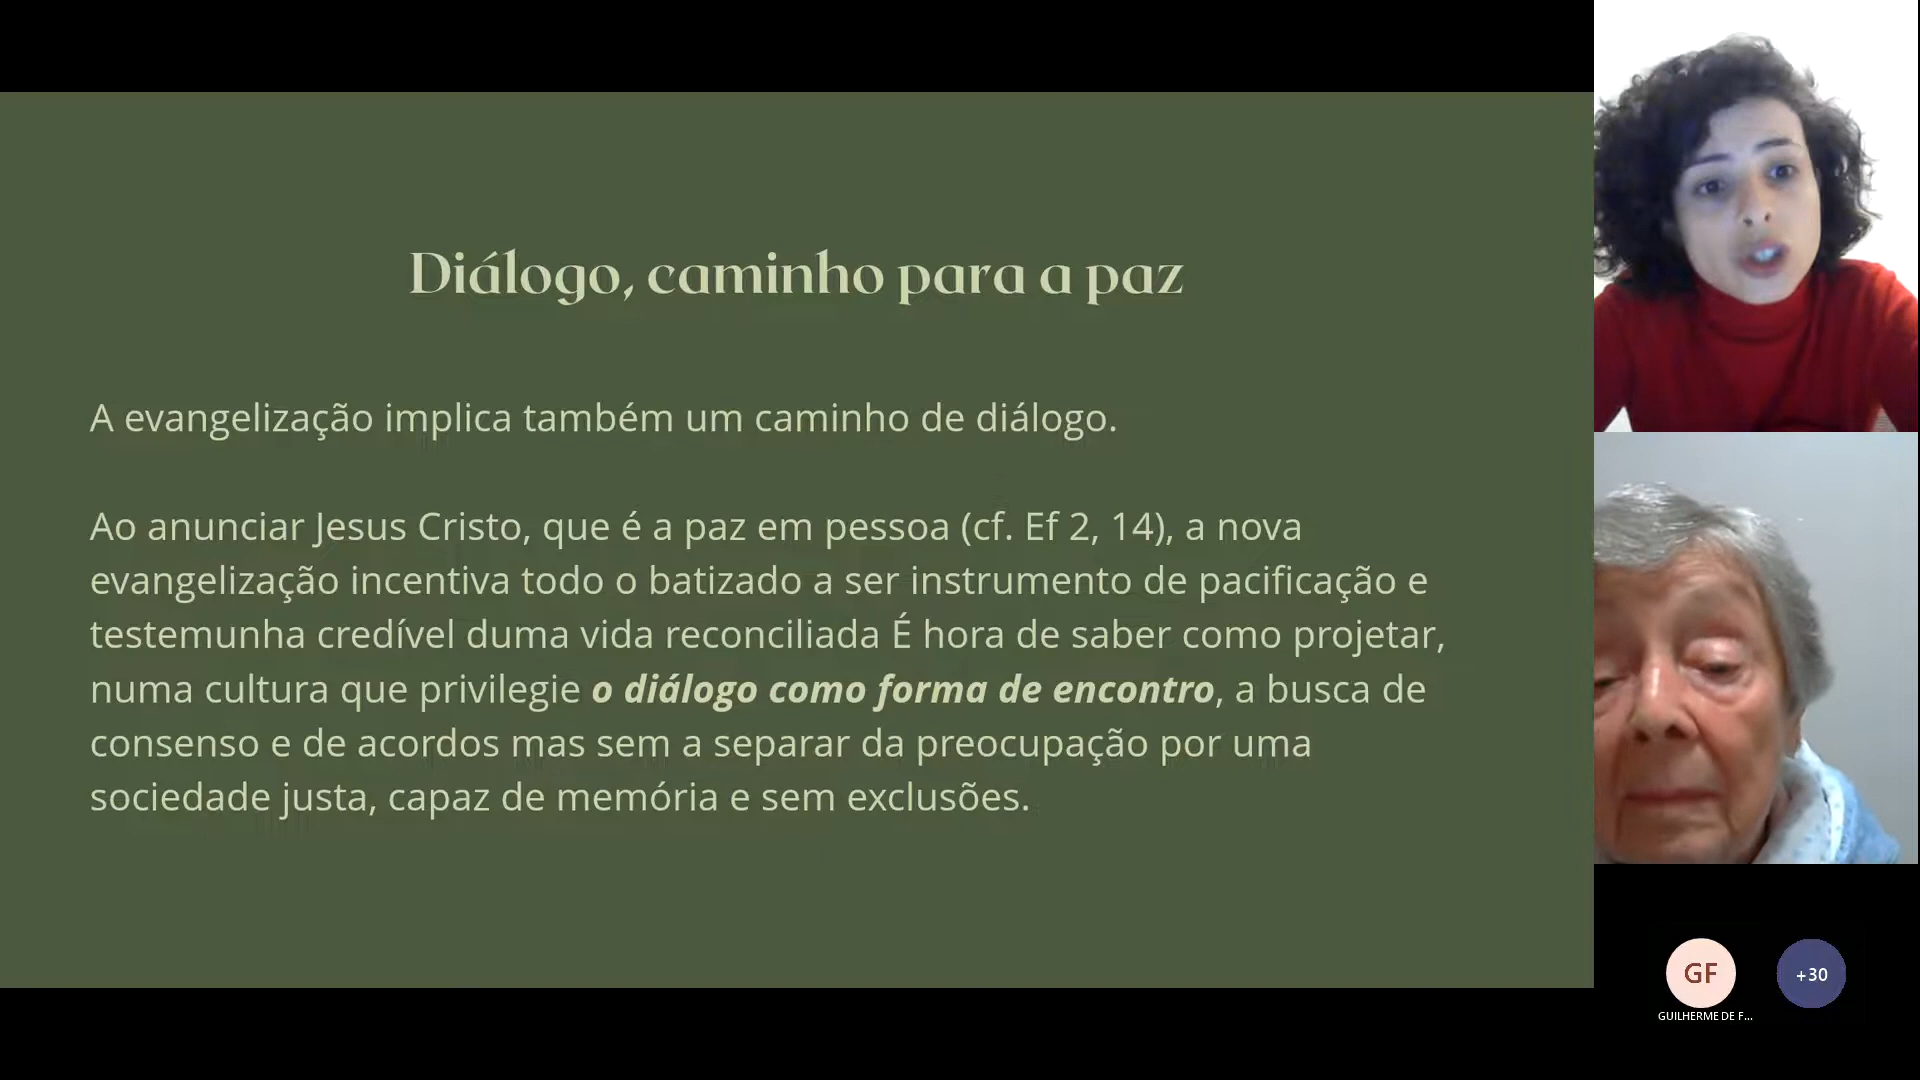 Diálogo, caminho para a paz
A evangelização implica também um caminho de diálogo.
Ao anunciar Jesus Cristo, que é a paz em pessoa (cf. Ef 2, 14), a nova
evangelização incentiva todo o batizado a ser instrumento de pacificação e
testemunha credível duma vida reconciliada É hora de saber como projetar,
numa cultura que privilegie o diálogo como forma de encontro, a busca de
consenso e de acordos mas sem a separar da preocupação por uma
sociedade justa, capaz de memória e sem exclusões.
GF
+30
GUILHERME DE F...